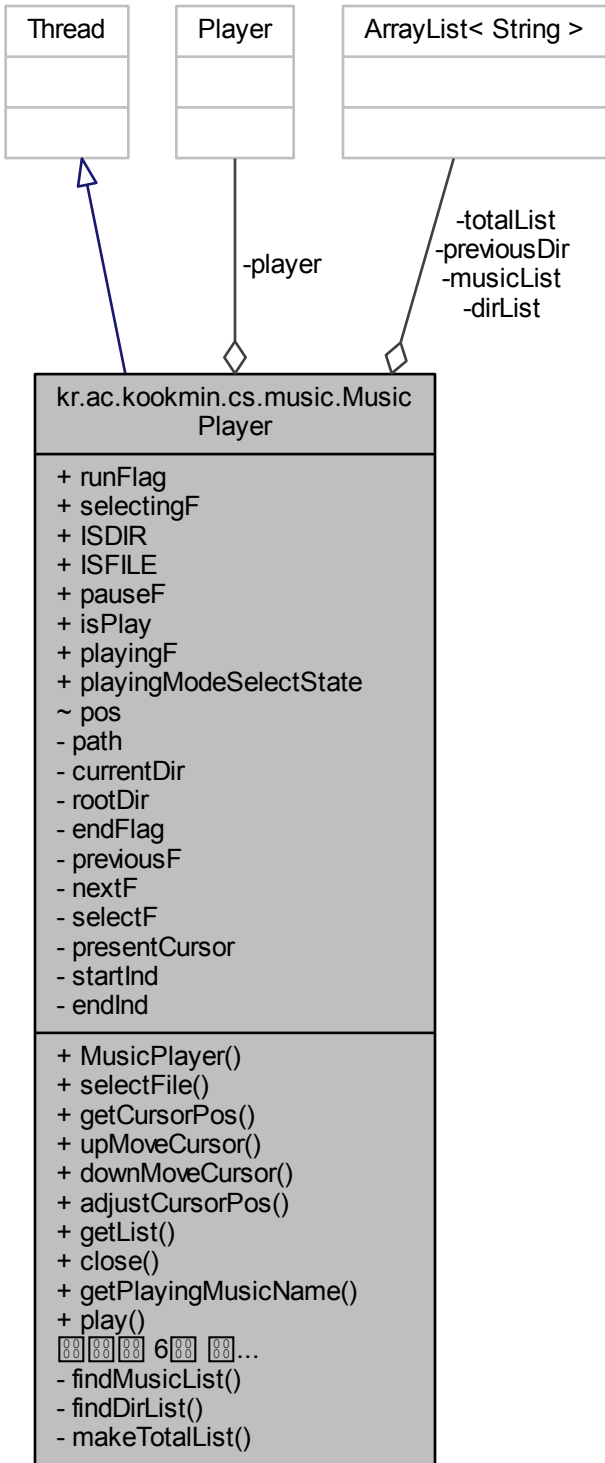 Thread
Player
ArrayList< String >
-player
-totalList
-previousDir
-musicList
-dirList
kr.ac.kookmin.cs.music.Music
Player
+ runFlag
+ selectingF
+ ISDIR
+ ISFILE
+ pauseF
+ isPlay
+ playingF
+ playingModeSelectState
~ pos
- path
- currentDir
- rootDir
- endFlag
- previousF
- nextF
- selectF
- presentCursor
- startInd
- endInd
+ MusicPlayer()
+ selectFile()
+ getCursorPos()
+ upMoveCursor()
+ downMoveCursor()
+ adjustCursorPos()
+ getList()
+ close()
+ getPlayingMusicName()
+ play()
6 ...
- findMusicList()
- findDirList()
- makeTotalList()